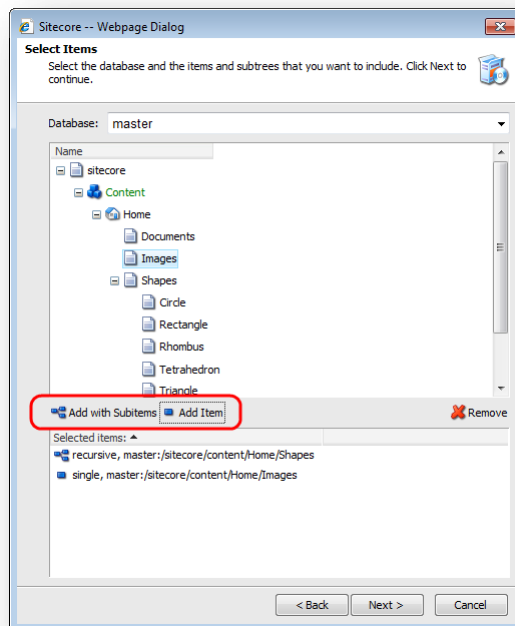 Sitecore -- Webpage Dialog
Select Items
Select the database and the items and subtrees that you want to include. Click Next to
continue.
Database: master
Name
sitecore
Content
Home
Documents
Images
Shapes
Circle
Rectangle
Rhombus
Tetrahedron
Triangle
Add with Subitems Add Item Remove
Selected items:
recursive, master:/sitecore/content/Home/Shapes
single, master:/sitecore/content/Home/Images
< Back Next > Cancel